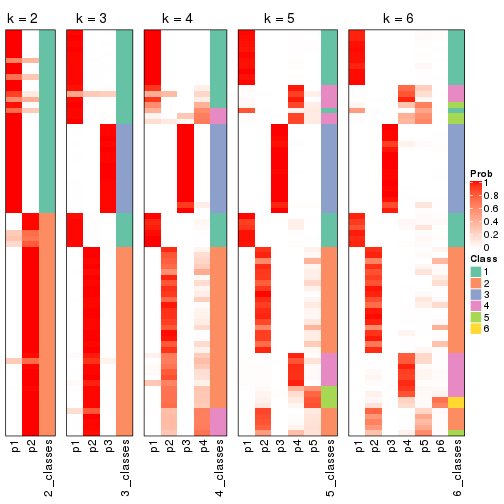 k = 2 k = 3 k = 4 k = 5 k = 6
p1 p2 2_classes
p1 p2 p3 3_classes
p1 p2 p3 p4 4_classes
p1 p2 p3 p4 p5 5_classes
p1 p2 p3 p4 p5 p6 6_classes
Prob
1
0.8
0.6
0.4
0.2
0
Class
1
2
3
4
5
6